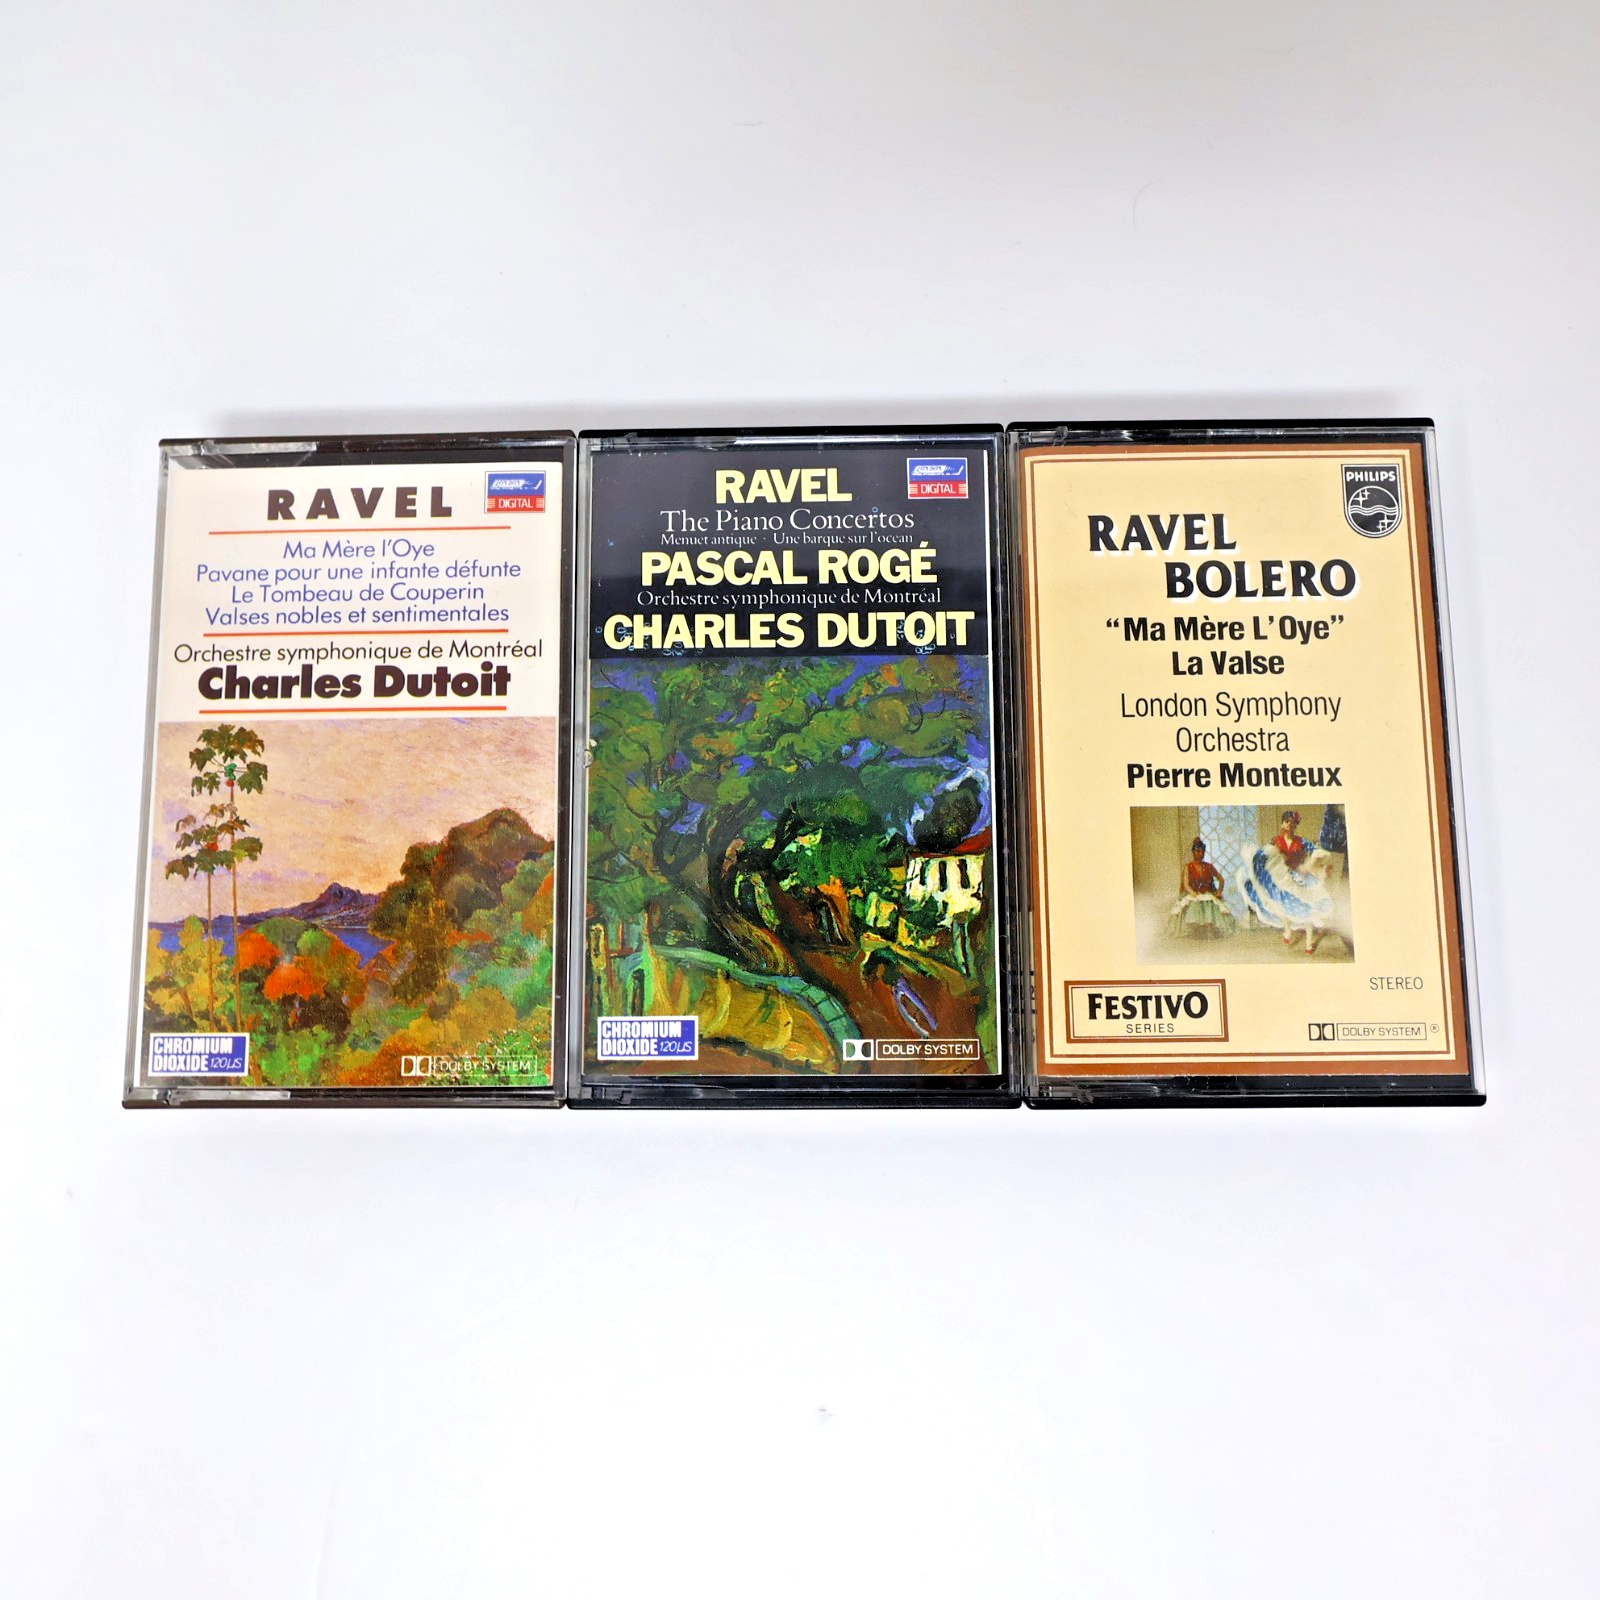 RAVEL
DIGITAL
Ma Mère l'Oye
Pavane pour une infante défunte
Le Tombeau de Couperin
Valses nobles et sentimentales
Orchestre symphonique de Montréal
Charles Dutoit
CHROMIUM
DIOXIDE 120µS
DOLBY SYSTEM
RAVEL
DIGITAL
The Piano Concertos
Menuet antique · Une barque sur l'ocean
PASCAL ROGÉ
Orchestre symphonique de Montréal
CHARLES DUTOIT
CHROMIUM
DIOXIDE 120µS
DOLBY SYSTEM
PHILIPS
RAVEL
BOLERO
"Ma Mère L'Oye"
La Valse
London Symphony
Orchestra
Pierre Monteux
STEREO
FESTIVO
SERIES
DOLBY SYSTEM ®